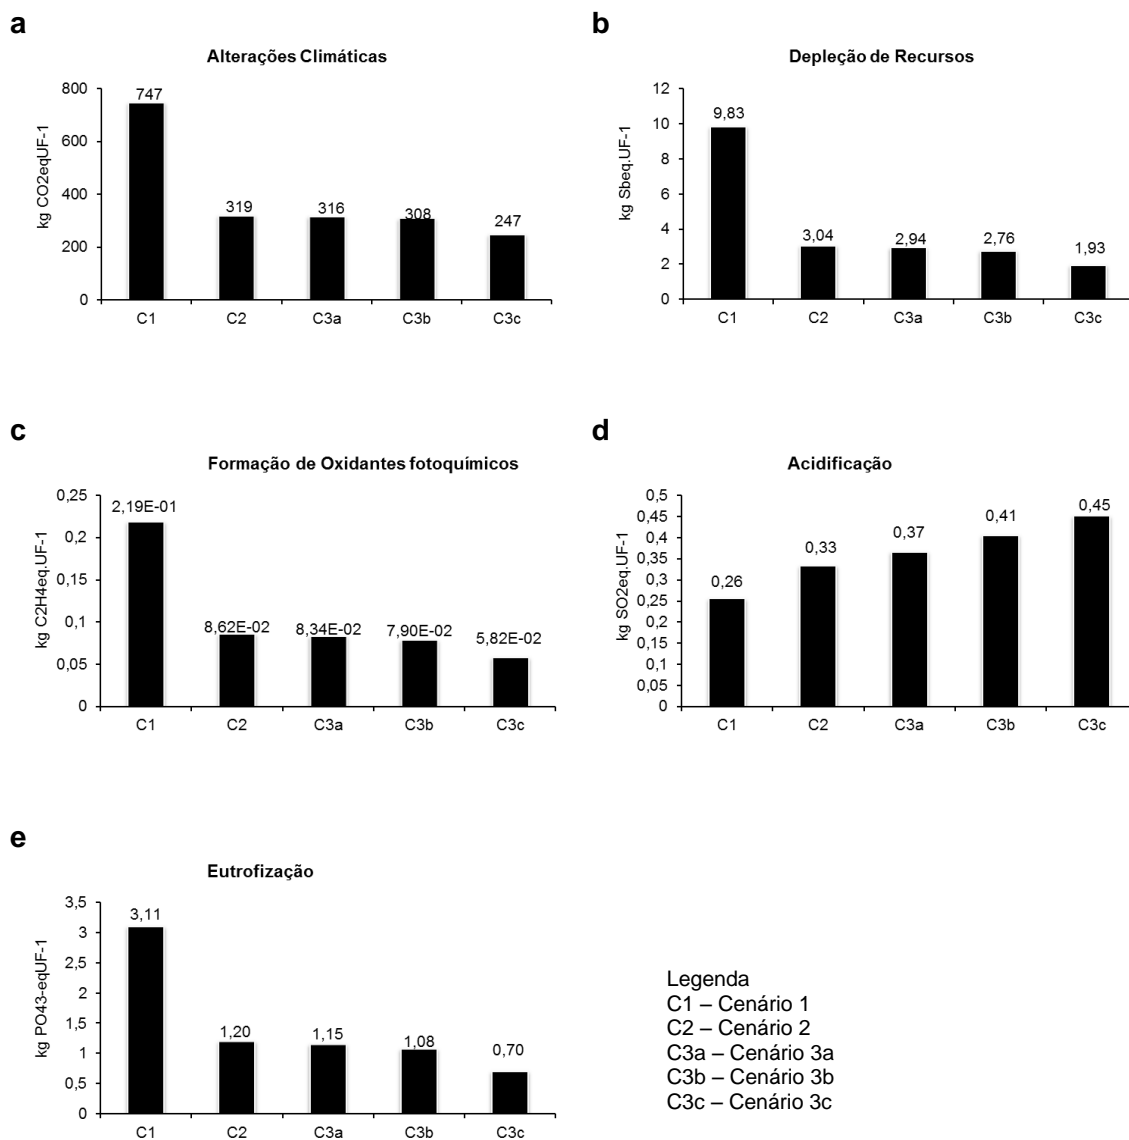 a
Alterações Climáticas
kg CO2eqUF-1
800
600
400
200
0
747
319
316
308
247
C1 C2 C3a C3b C3c
b
Depleção de Recursos
kg Sbeq.UF-1
12
10
8
6
4
2
0
9,83
3,04
2,94
2,76
1,93
C1 C2 C3a C3b C3c
c
Formação de Oxidantes fotoquímicos
kg C2H4eq.UF-1
0,25
0,2
0,15
0,1
0,05
0
2,19E-01
8,62E-02
8,34E-02
7,90E-02
5,82E-02
C1 C2 C3a C3b C3c
d
Acidificação
kg SO2eq.UF-1
0,5
0,45
0,4
0,35
0,3
0,25
0,2
0,15
0,1
0,05
0
0,26
0,33
0,37
0,41
0,45
C1 C2 C3a C3b C3c
e
Eutrofização
kg PO43-eqUF-1
3,5
3
2,5
2
1,5
1
0,5
0
3,11
1,20
1,15
1,08
0,70
C1 C2 C3a C3b C3c
Legenda
C1 – Cenário 1
C2 – Cenário 2
C3a – Cenário 3a
C3b – Cenário 3b
C3c – Cenário 3c